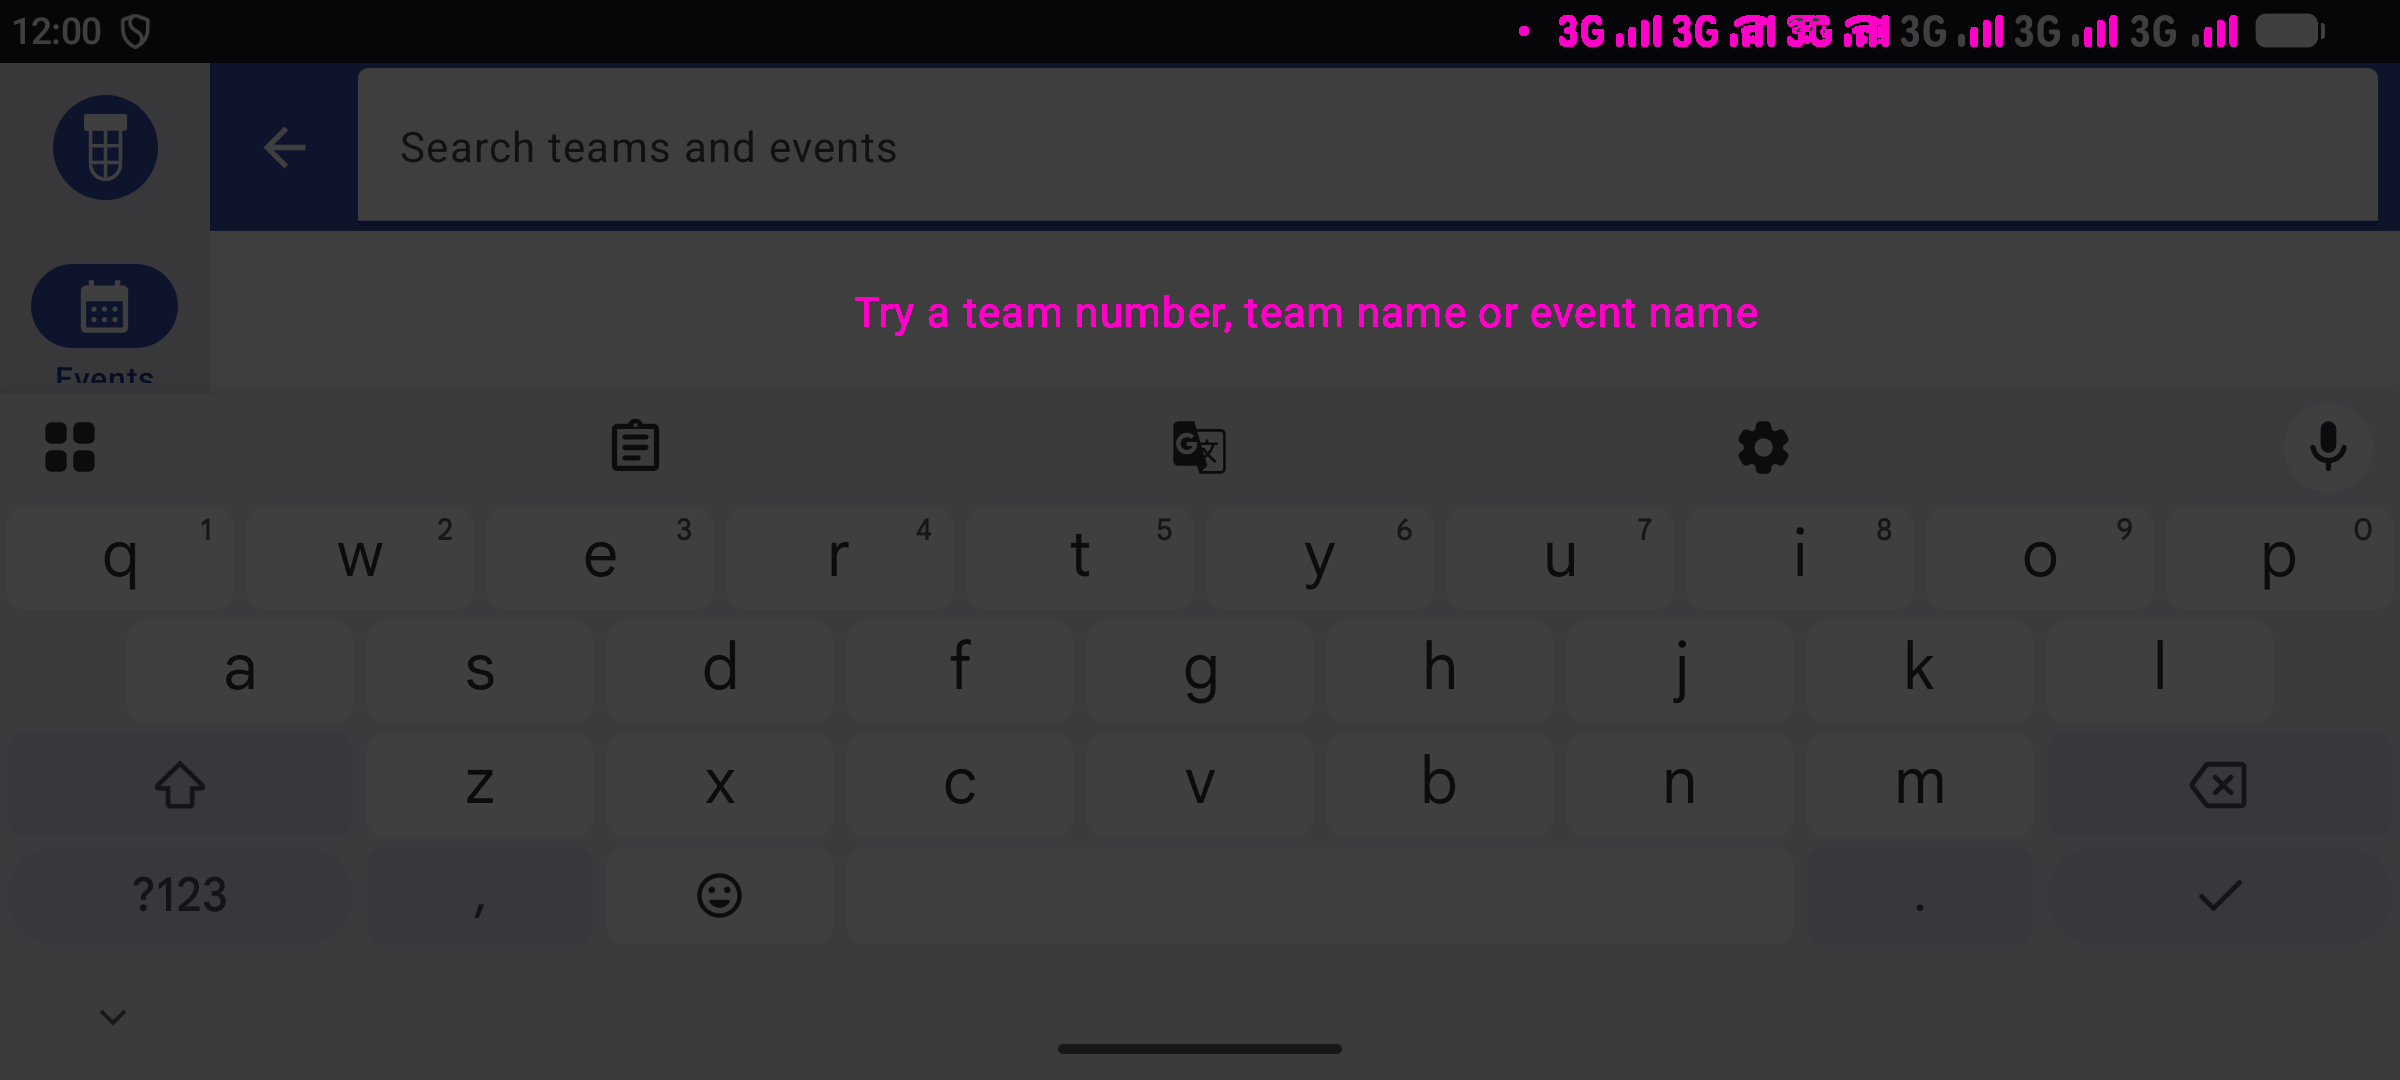 12:00 3G 3G 3G 3G 3G 3G
Search teams and events
Try a team number, team name or event name
Events
q 1 w 2 e 3 r 4 t 5 y 6 u 7 i 8 o 9 p 0
a s d f g h j k l
z x c v b n m
?123 , .